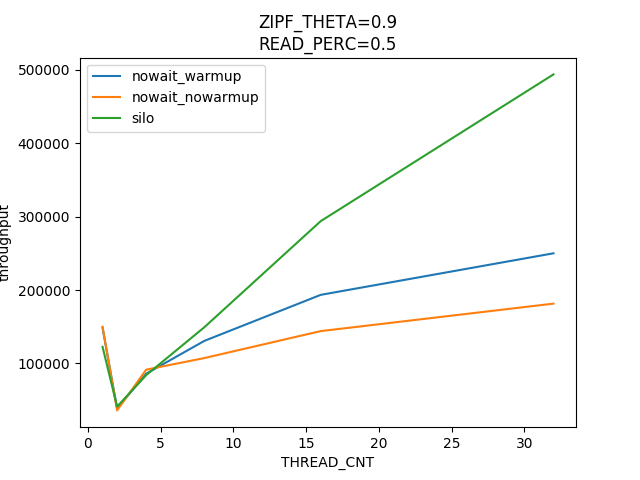 ZIPF_THETA=0.9
READ_PERC=0.5
500000
400000
300000
200000
100000
throughput
nowait_warmup
nowait_nowarmup
silo
0
5
10
15
20
25
30
THREAD_CNT